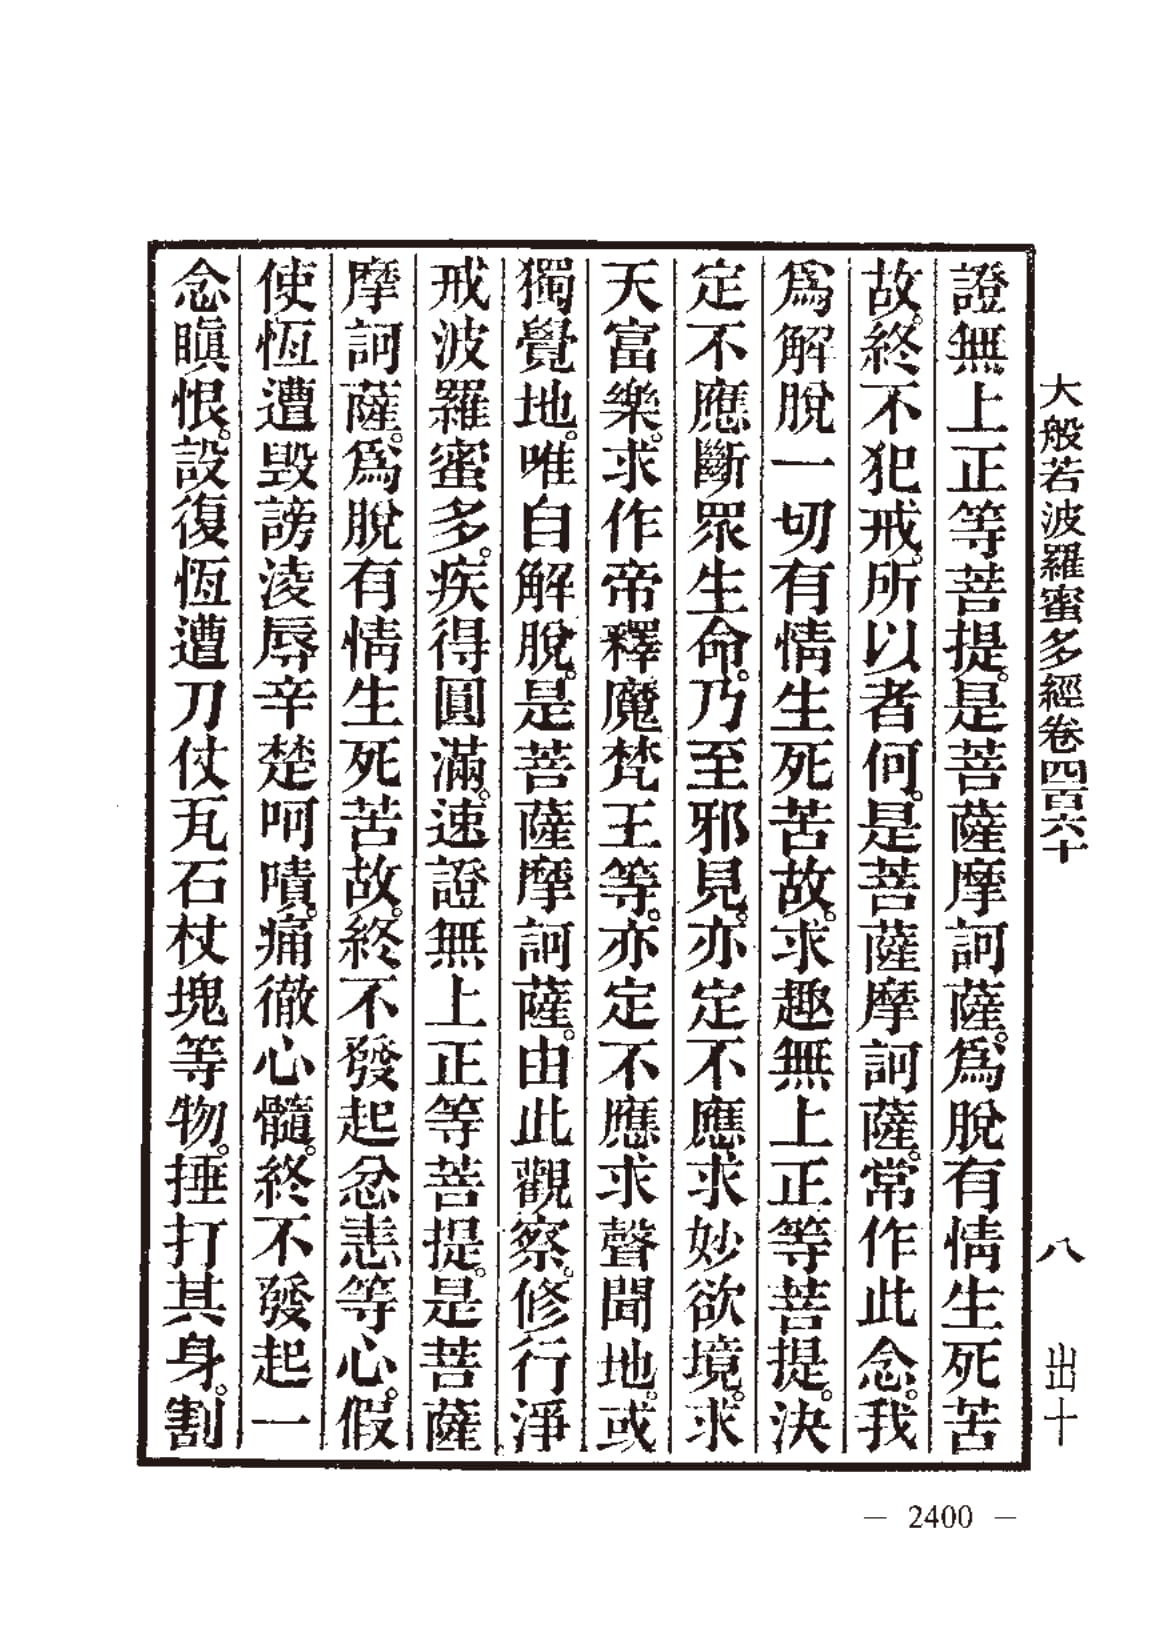 大般若波羅蜜多經卷四百六十　八　出十
證無上正等菩提。是菩薩摩訶薩。爲脫有情生死苦
故。終不犯戒。所以者何。是菩薩摩訶薩。常作此念。我
爲解脫一切有情生死苦故。求趣無上正等菩提。決
定不應斷眾生命。乃至邪見。亦定不應求妙欲境。求
天富樂。求作帝釋魔梵王等。亦定不應求聲聞地。或
獨覺地。唯自解脫。是菩薩摩訶薩。由此觀察。修行淨
戒波羅蜜多。疾得圓滿。速證無上正等菩提。是菩薩
摩訶薩。爲脫有情生死苦故。終不發起忿恚等心。假
使恆遭毀謗淩辱辛楚呵嘖。痛徹心髓。終不發起一
念瞋恨。設復恆遭刀仗瓦石杖塊等物。捶打其身。割
— 2400 —